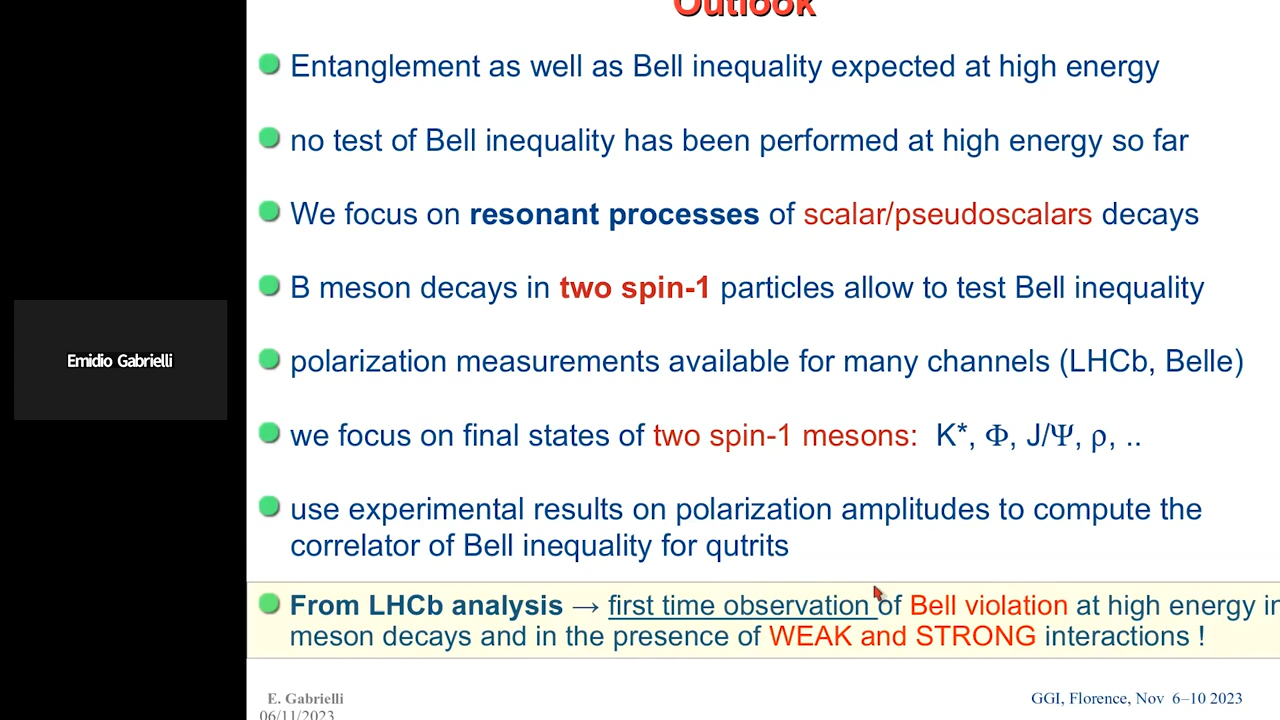 Outlook
Entanglement as well as Bell inequality expected at high energy
no test of Bell inequality has been performed at high energy so far
We focus on resonant processes of scalar/pseudoscalars decays
B meson decays in two spin-1 particles allow to test Bell inequality
Emidio Gabrielli
polarization measurements available for many channels (LHCb, Belle)
we focus on final states of two spin-1 mesons: K*, Φ, J/Ψ, ρ, ..
use experimental results on polarization amplitudes to compute the
correlator of Bell inequality for qutrits
From LHCb analysis → first time observation of Bell violation at high energy in
meson decays and in the presence of WEAK and STRONG interactions !
E. Gabrielli
06/11/2023
GGI, Florence, Nov 6–10 2023